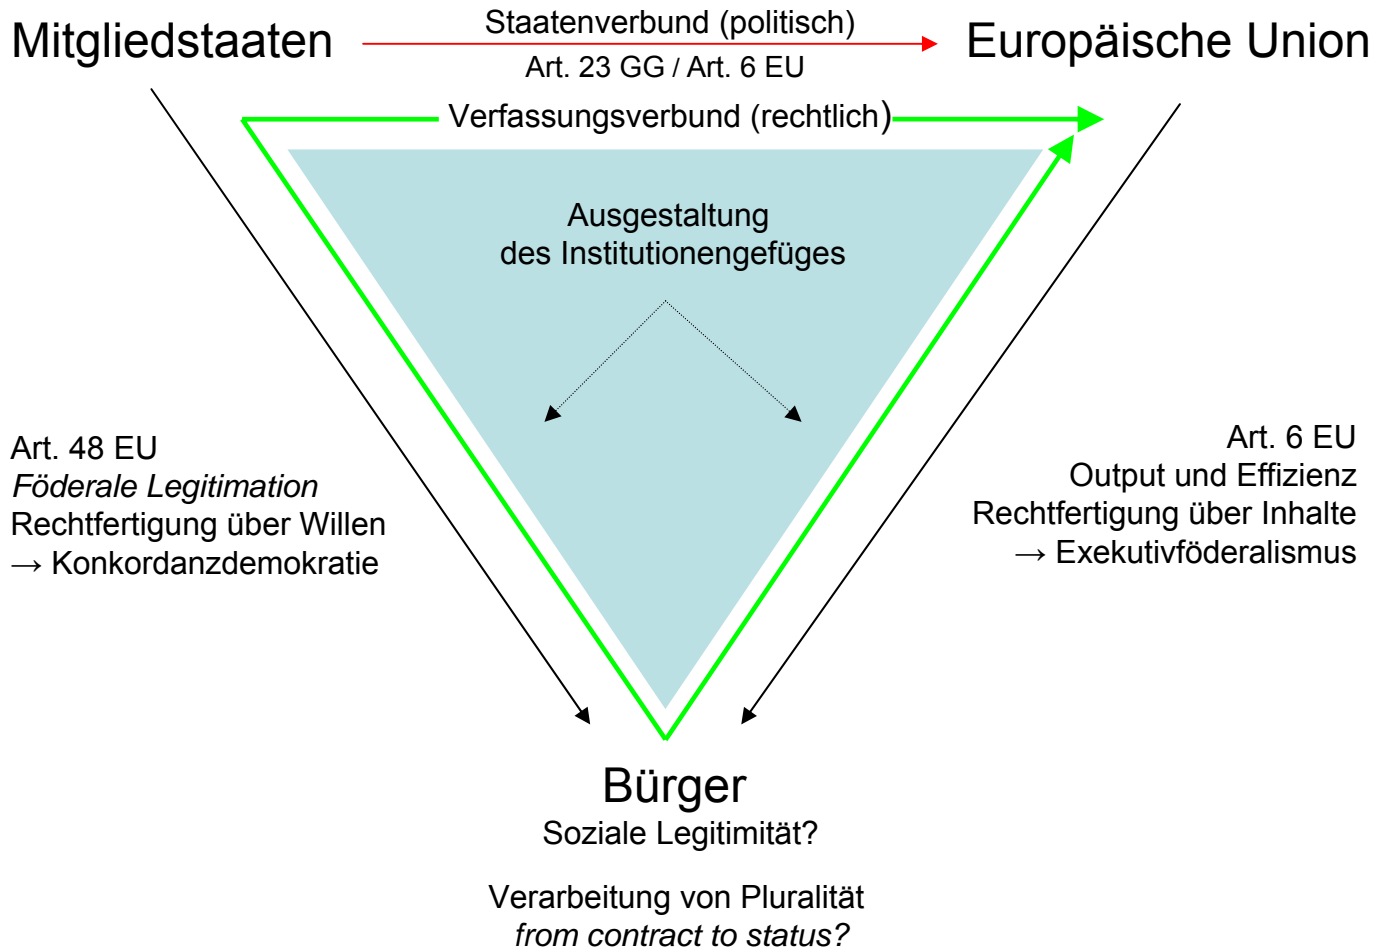 Mitgliedstaaten
Staatenverbund (politisch)
Europäische Union
Art. 23 GG / Art. 6 EU
Verfassungsverbund (rechtlich)
Ausgestaltung
des Institutionengefüges
Art. 48 EU
Föderale Legitimation
Rechtfertigung über Willen
→ Konkordanzdemokratie
Art. 6 EU
Output und Effizienz
Rechtfertigung über Inhalte
→ Exekutivföderalismus
Bürger
Soziale Legitimität?
Verarbeitung von Pluralität
from contract to status?